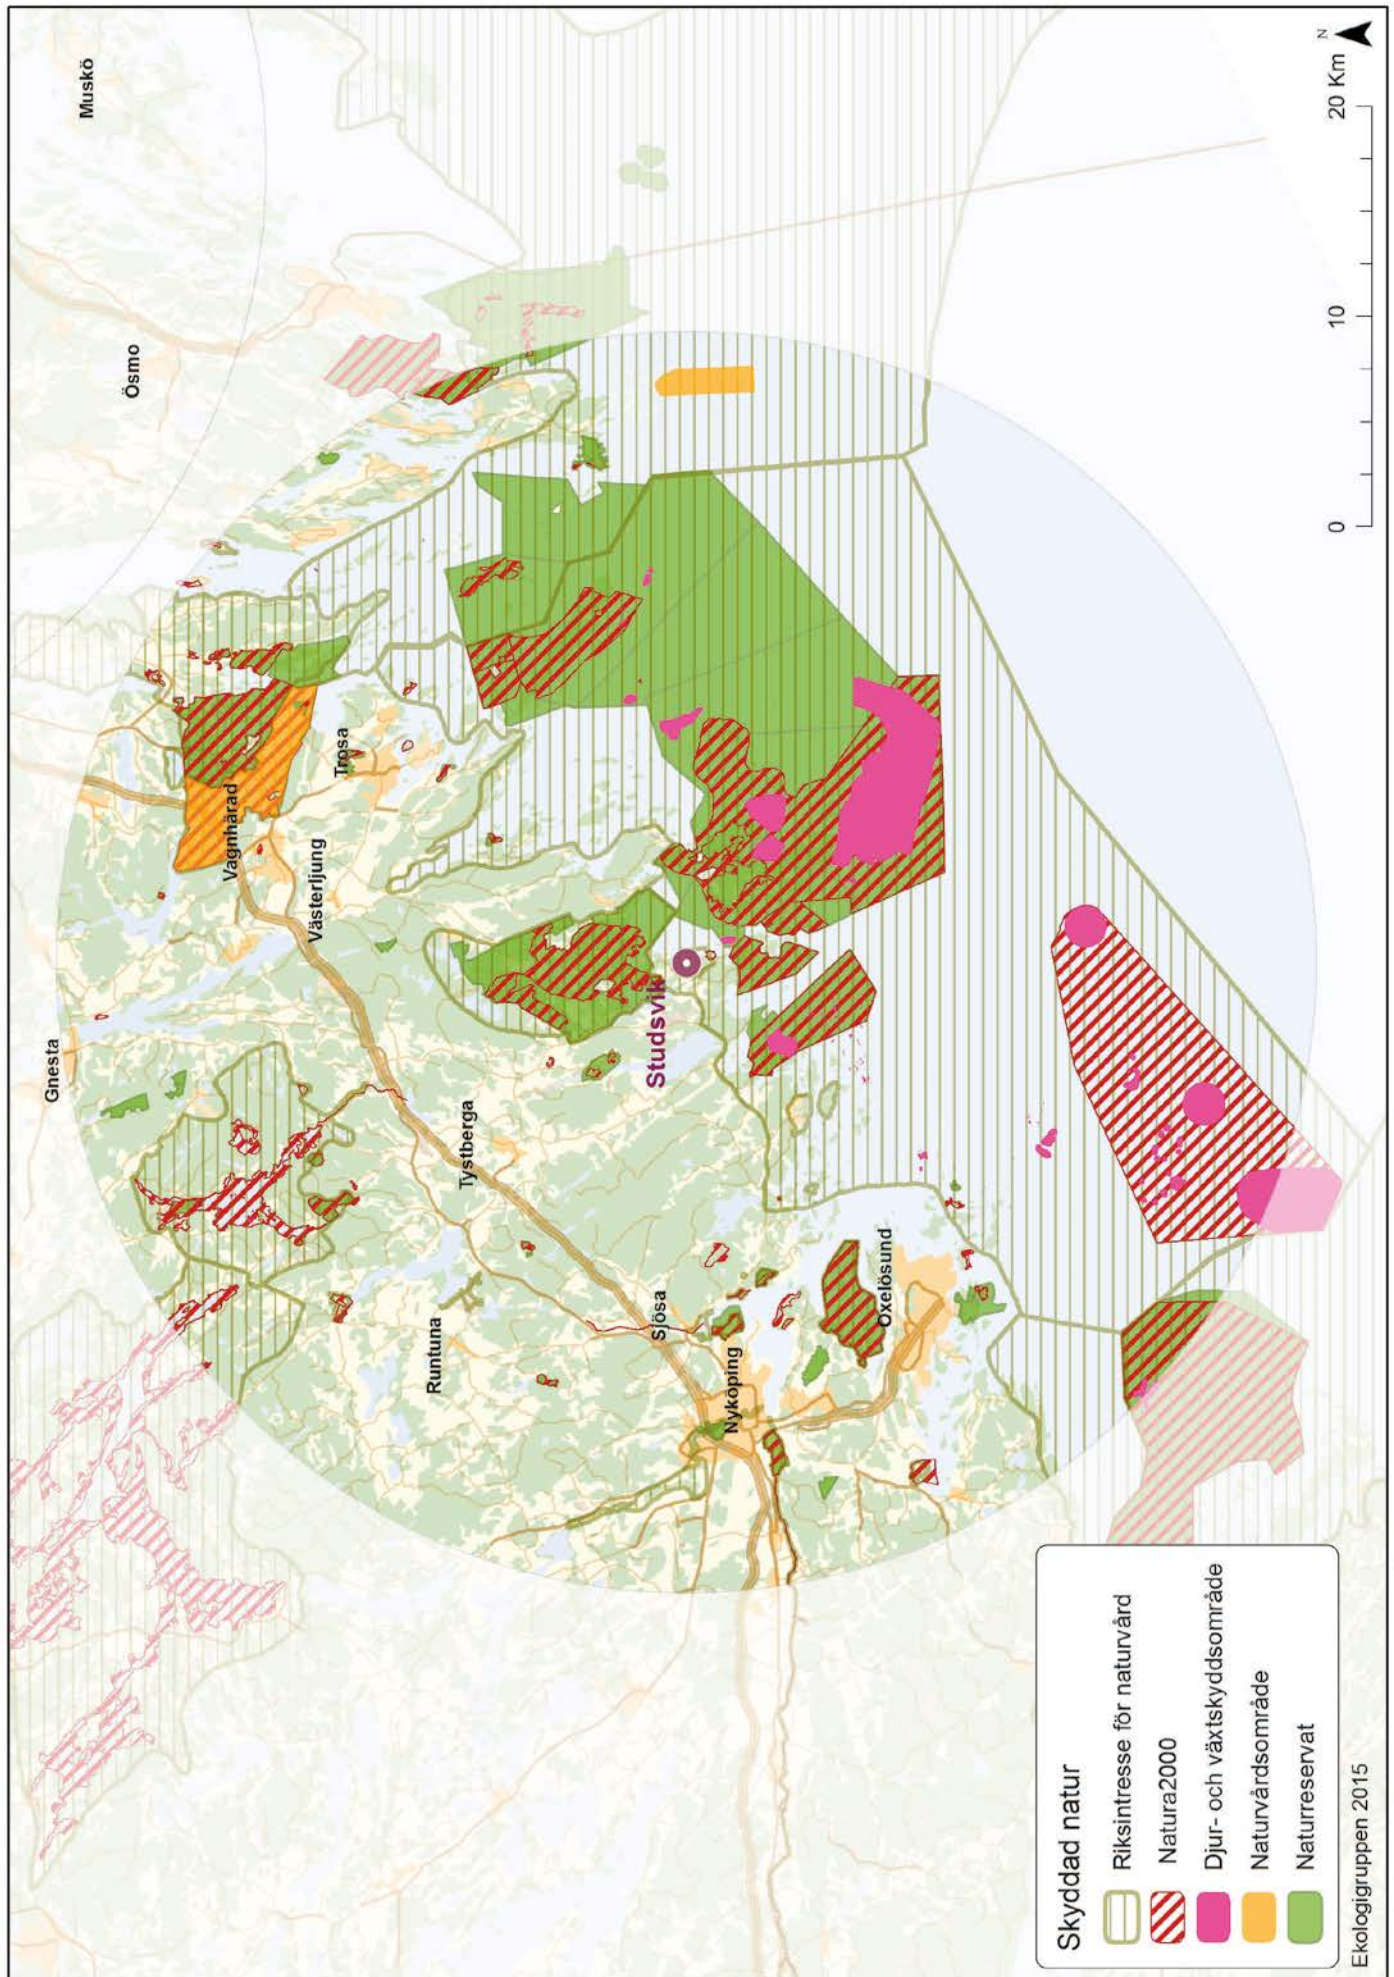 Muskö
Ösmo
Gnesta
Vagnhärad
Trosa
Västerljung
Tystberga
Studsvik
Runtuna
Sjösa
Nyköping
Oxelösund
Skyddad natur
Riksintresse för naturvård
Natura2000
Djur- och växtskyddsområde
Naturvårdsområde
Naturreservat
Ekologigruppen 2015
0 10 20 Km
N